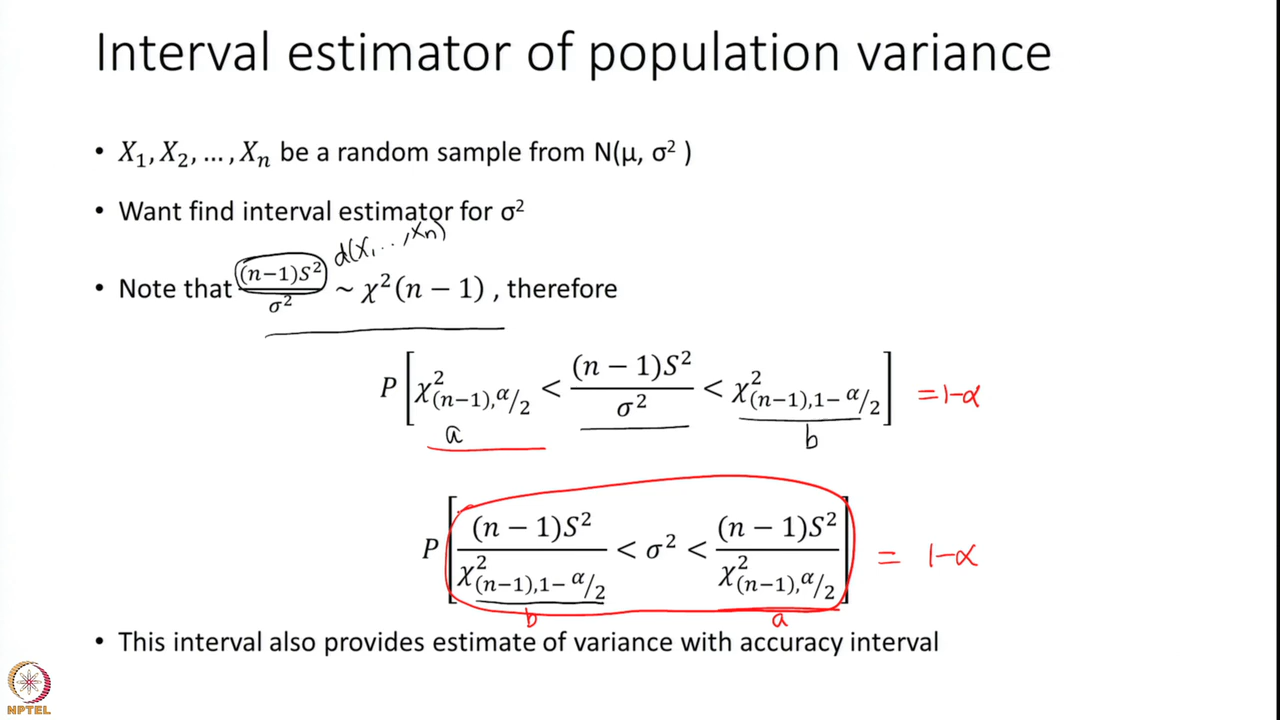 Interval estimator of population variance
• X₁, X₂, … , Xₙ be a random sample from N(μ, σ² )
• Want find interval estimator for σ²
d(X₁, .. , Xn)
• Note that (n−1)S²/σ² ~ χ²(n − 1) , therefore
P[χ²₍ₙ₋₁₎,α/2 < (n − 1)S²/σ² < χ²₍ₙ₋₁₎,₁₋ α/2] = 1-α
a b
P[(n − 1)S²/χ²₍ₙ₋₁₎,₁₋ α/2 < σ² < (n − 1)S²/χ²₍ₙ₋₁₎,α/2] = 1-α
b a
• This interval also provides estimate of variance with accuracy interval
NPTEL